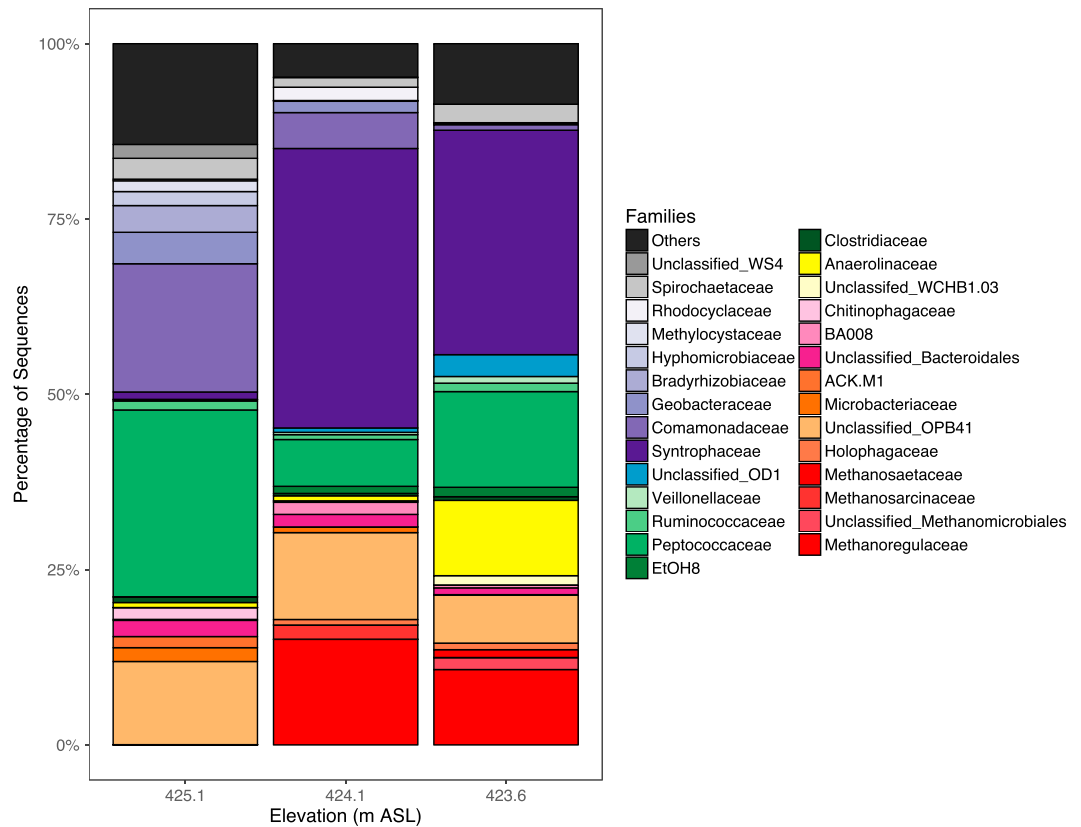 100%
75%
50%
25%
0%
Percentage of Sequences
425.1
424.1
423.6
Elevation (m ASL)
Families
Others
Unclassified_WS4
Spirochaetaceae
Rhodocyclaceae
Methylocystaceae
Hyphomicrobiaceae
Bradyrhizobiaceae
Geobacteraceae
Comamonadaceae
Syntrophaceae
Unclassified_OD1
Veillonellaceae
Ruminococcaceae
Peptococcaceae
EtOH8
Clostridiaceae
Anaerolinaceae
Unclassifed_WCHB1.03
Chitinophagaceae
BA008
Unclassified_Bacteroidales
ACK.M1
Microbacteriaceae
Unclassified_OPB41
Holophagaceae
Methanosaetaceae
Methanosarcinaceae
Unclassified_Methanomicrobiales
Methanoregulaceae